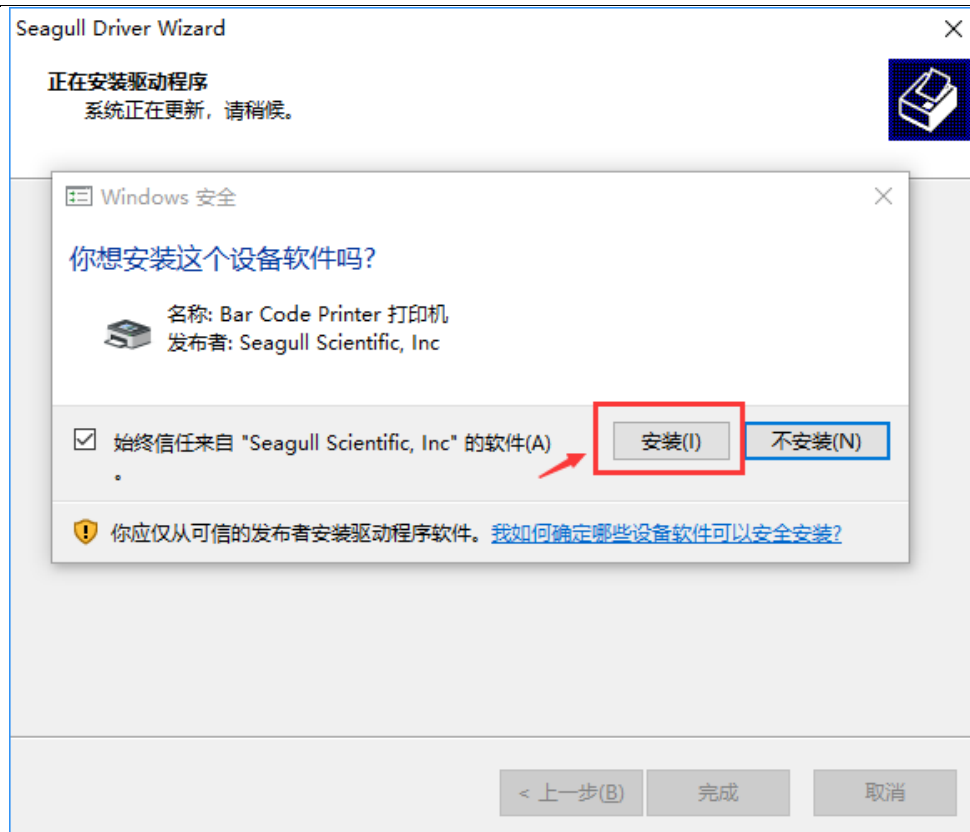 Seagull Driver Wizard
正在安装驱动程序
系统正在更新，请稍候。
Windows 安全
你想安装这个设备软件吗?
名称: Bar Code Printer 打印机
发布者: Seagull Scientific, Inc
始终信任来自 "Seagull Scientific, Inc" 的软件(A)
。
安装(I)
不安装(N)
你应仅从可信的发布者安装驱动程序软件。我如何确定哪些设备软件可以安全安装?
< 上一步(B)
完成
取消